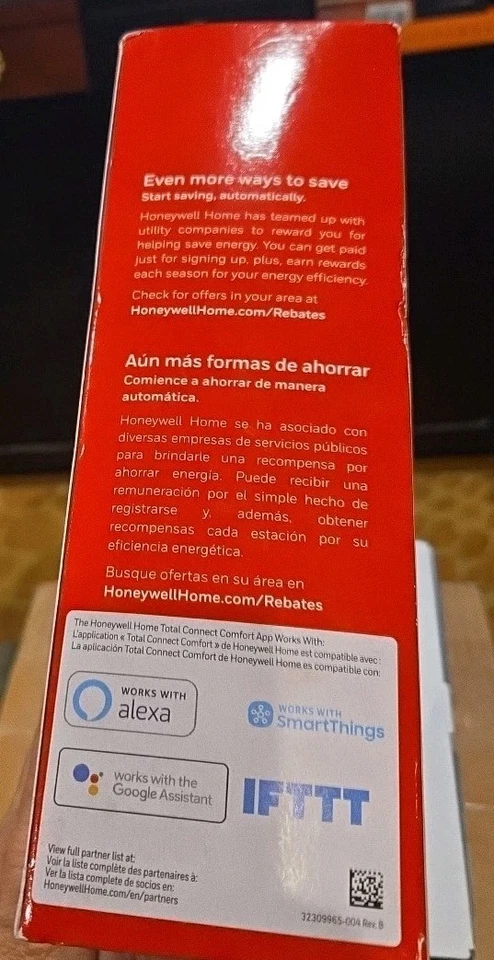 Even more ways to save
Start saving, automatically.
Honeywell Home has teamed up with
utility companies to reward you for
helping save energy. You can get paid
just for signing up, plus, earn rewards
each season for your energy efficiency.
Check for offers in your area at
HoneywellHome.com/Rebates
Aún más formas de ahorrar
Comience a ahorrar de manera
automática.
Honeywell Home se ha asociado con
diversas empresas de servicios públicos
para brindarle una recompensa por
ahorrar energía. Puede recibir una
remuneración por el simple hecho de
registrarse y, además, obtener
recompensas cada estación por su
eficiencia energética.
Busque ofertas en su área en
HoneywellHome.com/Rebates
The Honeywell Home Total Connect Comfort App Works With:
L'application « Total Connect Comfort » de Honeywell Home est compatible avec :
La aplicación Total Connect Comfort de Honeywell Home es compatible con:
WORKS WITH
alexa
WORKS WITH
SmartThings
works with the
Google Assistant
IFTTT
View full partner list at:
Voir la liste complète des partenaires à:
Ver la lista complete de socios en:
HoneywellHome.com/en/partners
32309965-004 Rev. B